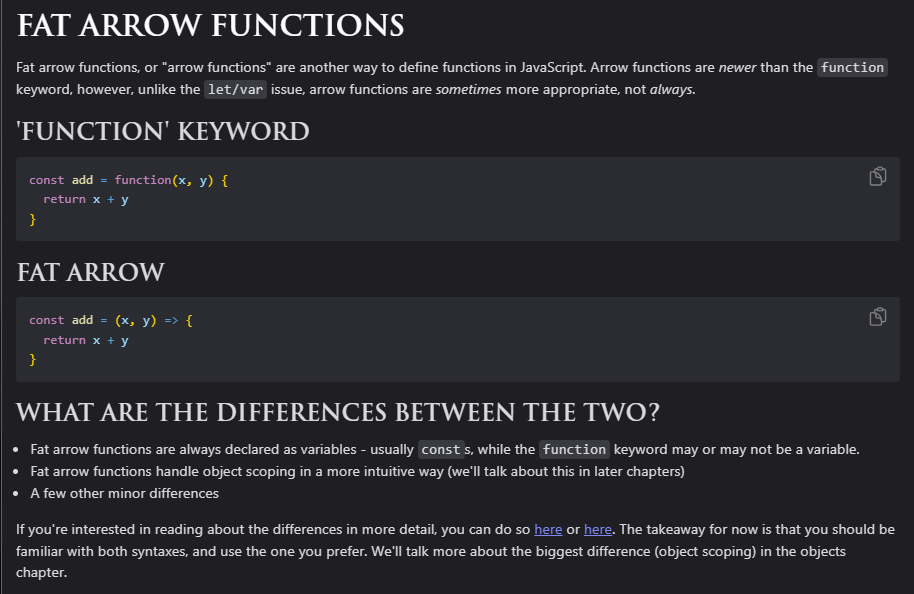 FAT ARROW FUNCTIONS
Fat arrow functions, or "arrow functions" are another way to define functions in JavaScript. Arrow functions are newer than the function
keyword, however, unlike the let/var issue, arrow functions are sometimes more appropriate, not always.
'FUNCTION' KEYWORD
const add = function(x, y) {
  return x + y
}
FAT ARROW
const add = (x, y) => {
  return x + y
}
WHAT ARE THE DIFFERENCES BETWEEN THE TWO?
• Fat arrow functions are always declared as variables - usually consts, while the function keyword may or may not be a variable.
• Fat arrow functions handle object scoping in a more intuitive way (we'll talk about this in later chapters)
• A few other minor differences
If you're interested in reading about the differences in more detail, you can do so here or here. The takeaway for now is that you should be
familiar with both syntaxes, and use the one you prefer. We'll talk more about the biggest difference (object scoping) in the objects
chapter.